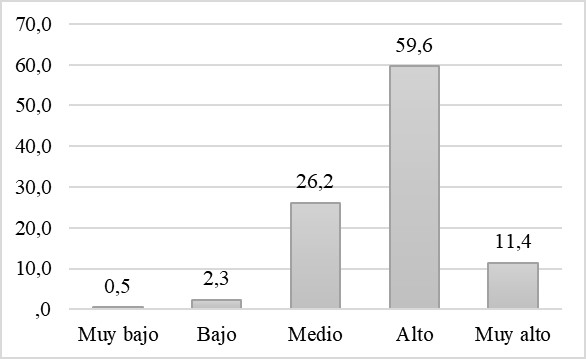 70,0
60,0
50,0
40,0
30,0
20,0
10,0
,0
0,5
2,3
26,2
59,6
11,4
Muy bajo
Bajo
Medio
Alto
Muy alto